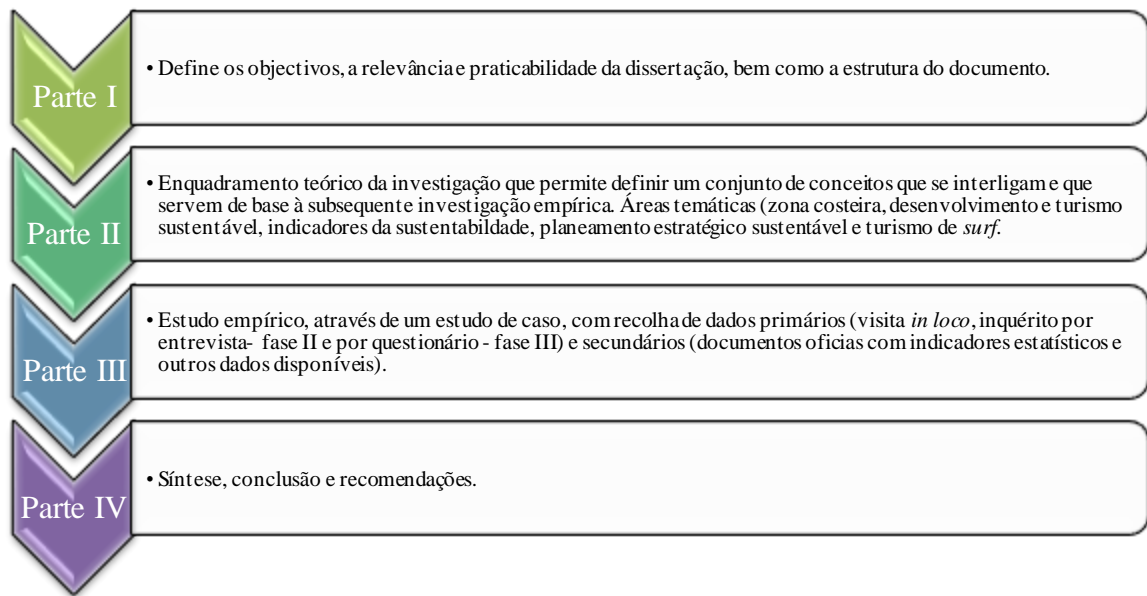 Parte I
• Define os objectivos, a relevância e praticabilidade da dissertação, bem como a estrutura do documento.
Parte II
• Enquadramento teórico da investigação que permite definir um conjunto de conceitos que se interligam e que
servem de base à subsequente investigação empírica. Áreas temáticas (zona costeira, desenvolvimento e turismo
sustentável, indicadores da sustentabildade, planeamento estratégico sustentável e turismo de surf.
Parte III
• Estudo empírico, através de um estudo de caso, com recolha de dados primários (visita in loco, inquérito por
entrevista- fase II e por questionário - fase III) e secundários (documentos oficias com indicadores estatísticos e
outros dados disponíveis).
Parte IV
• Síntese, conclusão e recomendações.